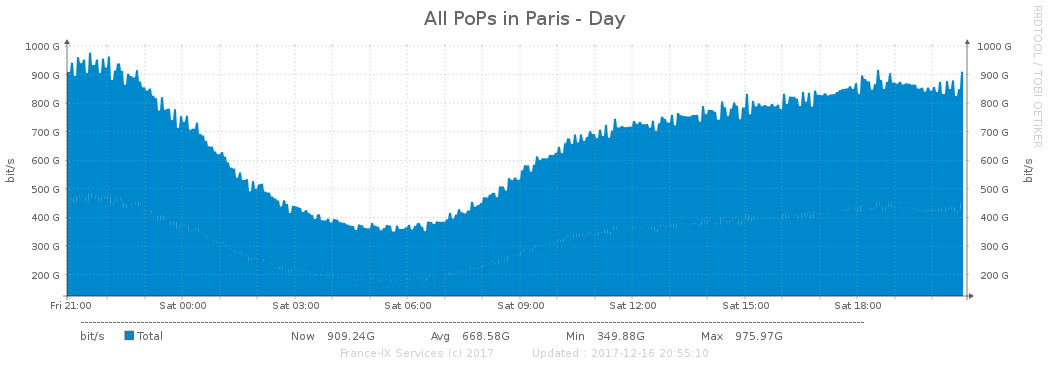 All PoPs in Paris - Day
RRDTOOL / TOBI OETIKER
1000 G 1000 G
900 G 900 G
800 G 800 G
700 G 700 G
600 G 600 G
500 G 500 G
400 G 400 G
300 G 300 G
200 G 200 G
bit/s
bit/s
Fri 21:00 Sat 00:00 Sat 03:00 Sat 06:00 Sat 09:00 Sat 12:00 Sat 15:00 Sat 18:00
bit/s Total Now 909.24G Avg 668.58G Min 349.88G Max 975.97G
France-IX Services (c) 2017 Updated : 2017-12-16 20:55:10